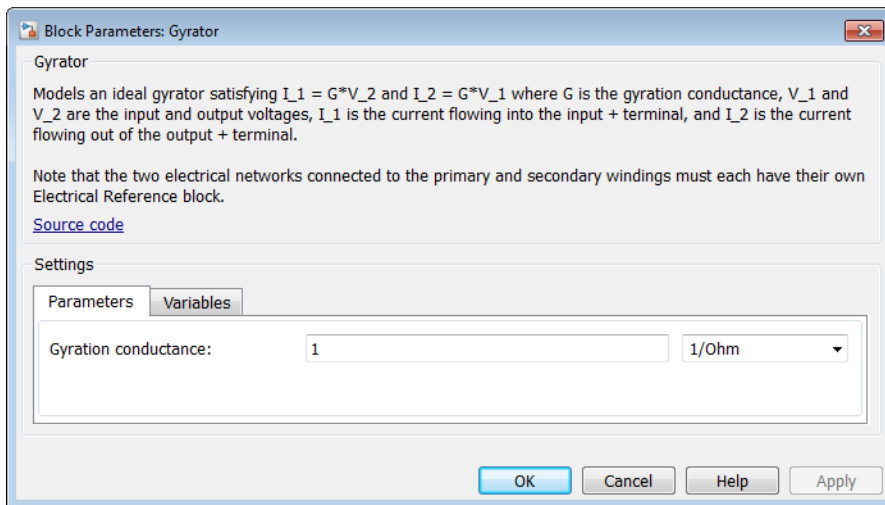 Block Parameters: Gyrator
Gyrator
Models an ideal gyrator satisfying I_1 = G*V_2 and I_2 = G*V_1 where G is the gyration conductance, V_1 and
V_2 are the input and output voltages, I_1 is the current flowing into the input + terminal, and I_2 is the current
flowing out of the output + terminal.
Note that the two electrical networks connected to the primary and secondary windings must each have their own
Electrical Reference block.
Source code
Settings
Parameters Variables
Gyration conductance: 1 1/Ohm
OK Cancel Help Apply